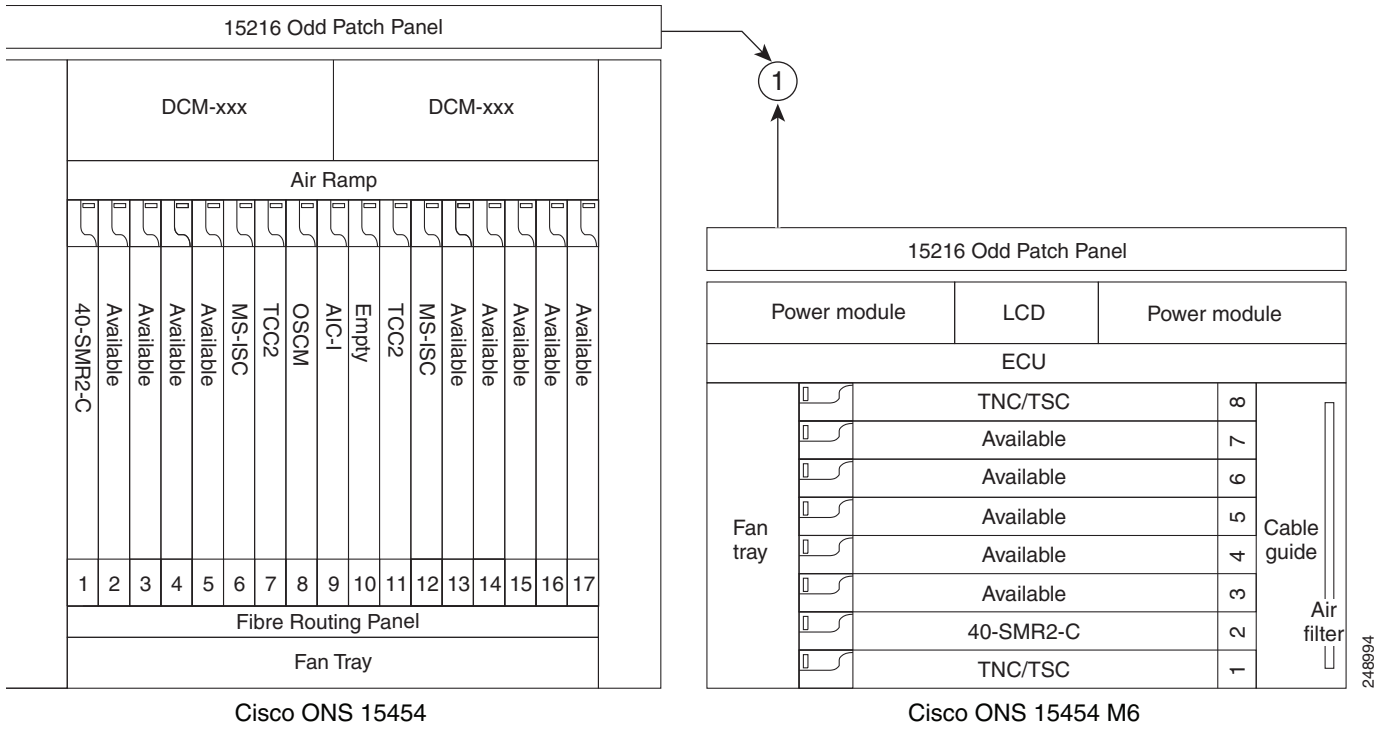 15216 Odd Patch Panel
1
DCM-xxx DCM-xxx
Air Ramp
40-SMR2-C
Available
Available
Available
Available
MS-ISC
TCC2
OSCM
AIC-I
Empty
TCC2
MS-ISC
Available
Available
Available
Available
Available
1 2 3 4 5 6 7 8 9 10 11 12 13 14 15 16 17
Fibre Routing Panel
Fan Tray
Cisco ONS 15454
15216 Odd Patch Panel
Power module LCD Power module
ECU
Fan
tray
TNC/TSC 8
Available 7
Available 6
Available 5
Available 4
Available 3
40-SMR2-C 2
TNC/TSC 1
Cable
guide
Air
filter
Cisco ONS 15454 M6
248994